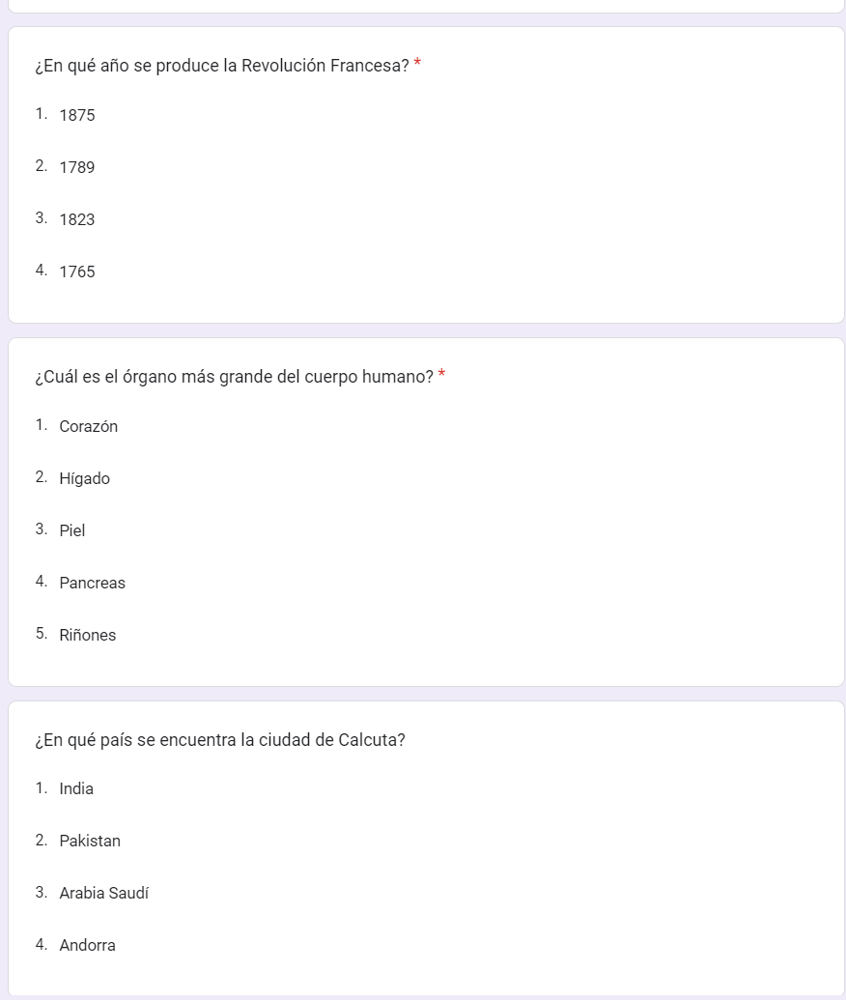 ¿En qué año se produce la Revolución Francesa? *
1. 1875
2. 1789
3. 1823
4. 1765
¿Cuál es el órgano más grande del cuerpo humano? *
1. Corazón
2. Hígado
3. Piel
4. Pancreas
5. Riñones
¿En qué país se encuentra la ciudad de Calcuta?
1. India
2. Pakistan
3. Arabia Saudí
4. Andorra